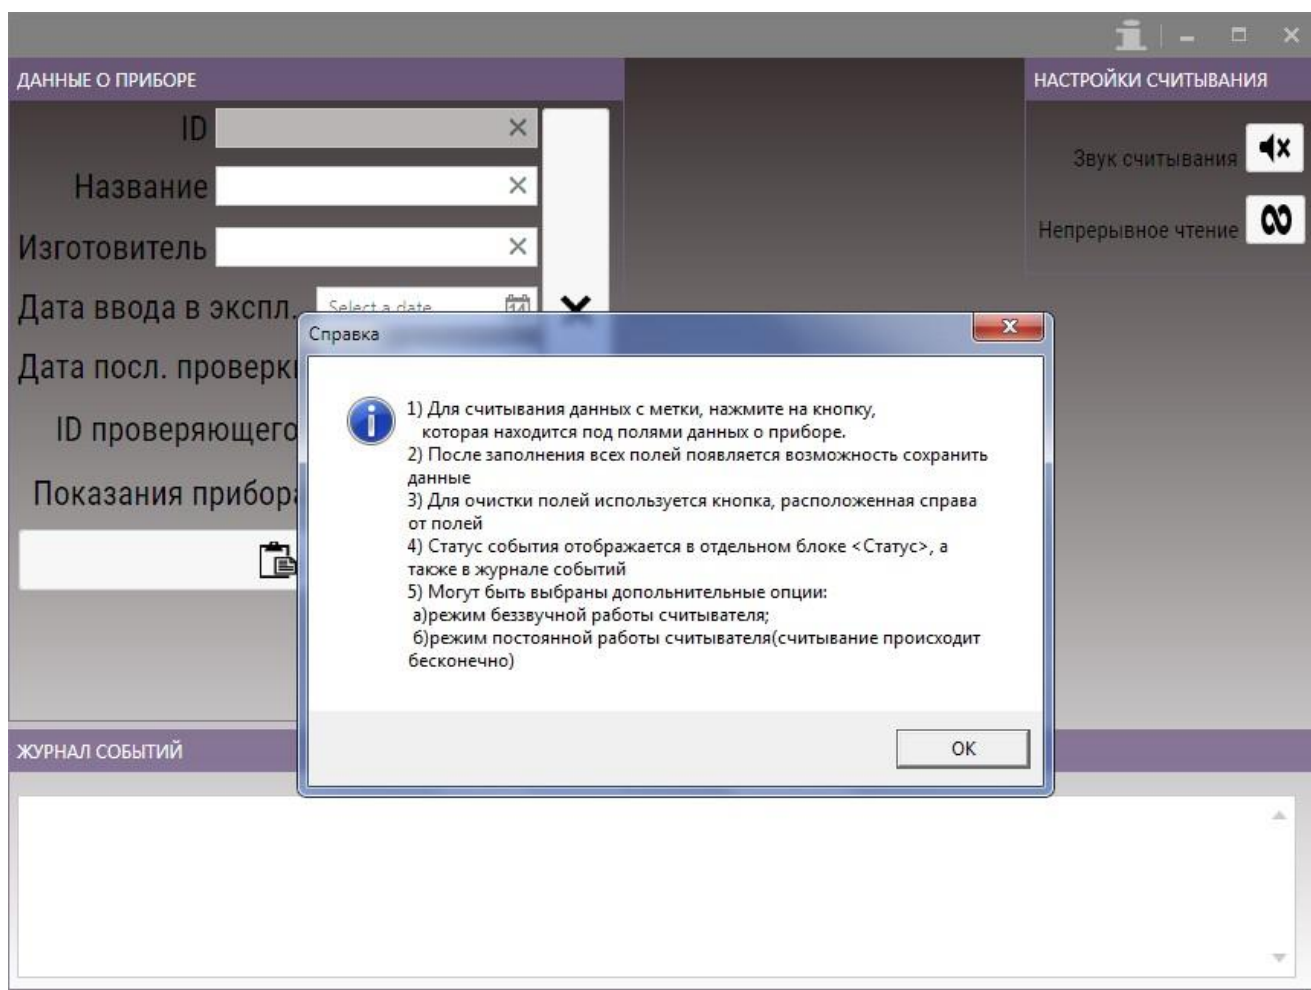 ДАННЫЕ О ПРИБОРЕ
НАСТРОЙКИ СЧИТЫВАНИЯ
ID
Название
Изготовитель
Дата ввода в экспл.
Select a date
14
Дата посл. проверки
ID проверяющего
Показания прибора
Звук считывания
Непрерывное чтение
Справка
1) Для считывания данных с метки, нажмите на кнопку,
которая находится под полями данных о приборе.
2) После заполнения всех полей появляется возможность сохранить
данные
3) Для очистки полей используется кнопка, расположенная справа
от полей
4) Статус события отображается в отдельном блоке <Статус>, а
также в журнале событий
5) Могут быть выбраны допольнительные опции:
а)режим беззвучной работы считывателя;
б)режим постоянной работы считывателя(считывание происходит
бесконечно)
OK
ЖУРНАЛ СОБЫТИЙ